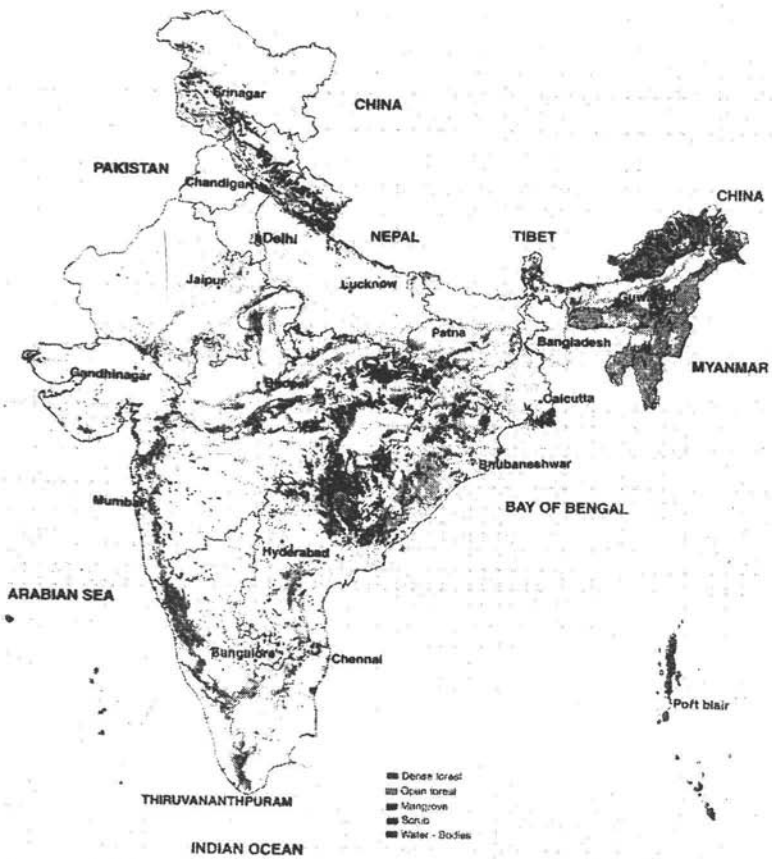 Srinagar
CHINA
PAKISTAN
Chandigarh
CHINA
Delhi
NEPAL
TIBET
Jaipur
Lucknow
Guwahati
Patna
Bangladesh
Gandhinagar
MYANMAR
Bhopal
Calcutta
Bhubaneshwar
Mumbai
BAY OF BENGAL
Hyderabad
ARABIAN SEA
Bungalore
Chennai
Port blair
Dense forest
Open forest
Mangrove
Scrub
Water - Bodies
THIRUVANANTHPURAM
INDIAN OCEAN